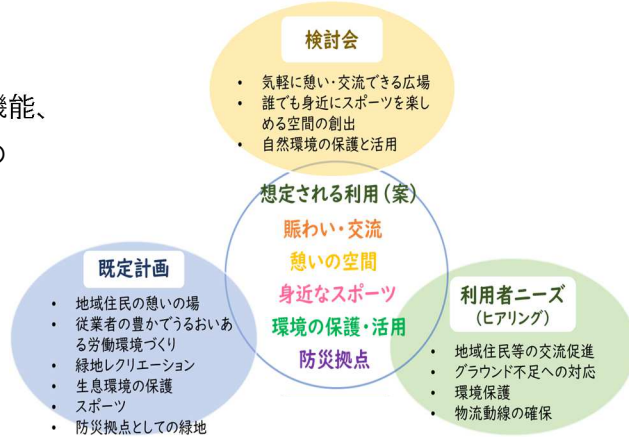 機能、
の
検討会
• 気軽に憩い・交流できる広場
• 誰でも身近にスポーツを楽し
める空間の創出
• 自然環境の保護と活用
想定される利用(案)
賑わい・交流
憩いの空間
身近なスポーツ
環境の保護・活用
防災拠点
既定計画
• 地域住民の憩いの場
• 従業者の豊かでうるおいあ
る労働環境づくり
• 緑地レクリエーション
• 生息環境の保護
• スポーツ
• 防災拠点としての緑地
利用者ニーズ
(ヒアリング)
• 地域住民等の交流促進
• グラウンド不足への対応
• 環境保護
• 物流動線の確保